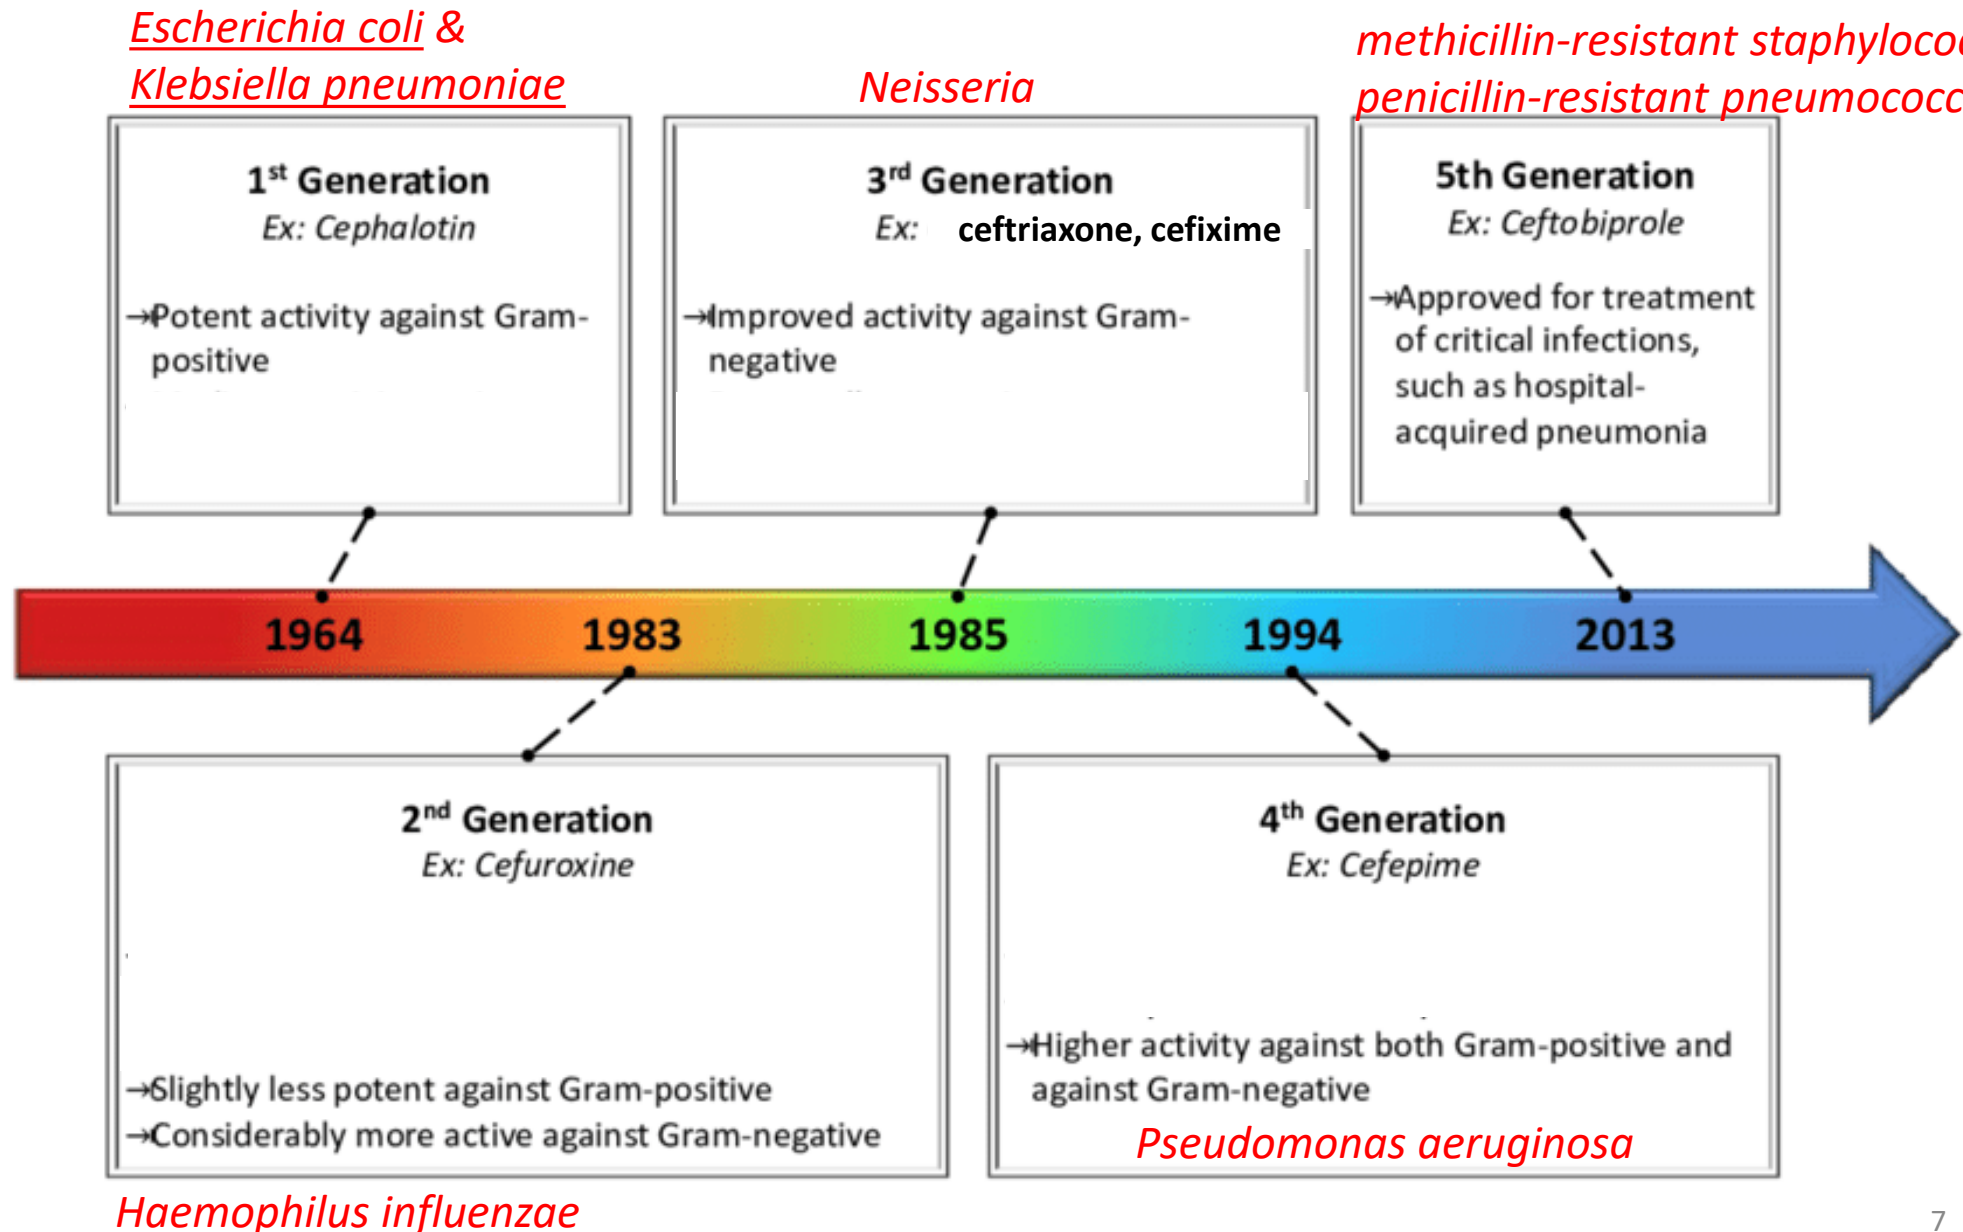 Escherichia coli &
Klebsiella pneumoniae
Neisseria
methicillin-resistant
penicillin-resistant
1st Generation
Ex: Cephalotin
→Potent activity against Gram-
positive
3rd Generation
Ex: ceftriaxone, cefixime
→Improved activity against Gram-
negative
5th Generation
Ex: Ceftobiprole
→Approved for treatment
of critical infections,
such as hospital-
acquired pneumonia
1964 1983 1985 1994 2013
2nd Generation
Ex: Cefuroxine
→Slightly less potent against Gram-positive
→Considerably more active against Gram-negative
Haemophilus influenzae
4th Generation
Ex: Cefepime
→Higher activity against both Gram-positive and
against Gram-negative
Pseudomonas aeruginosa
7